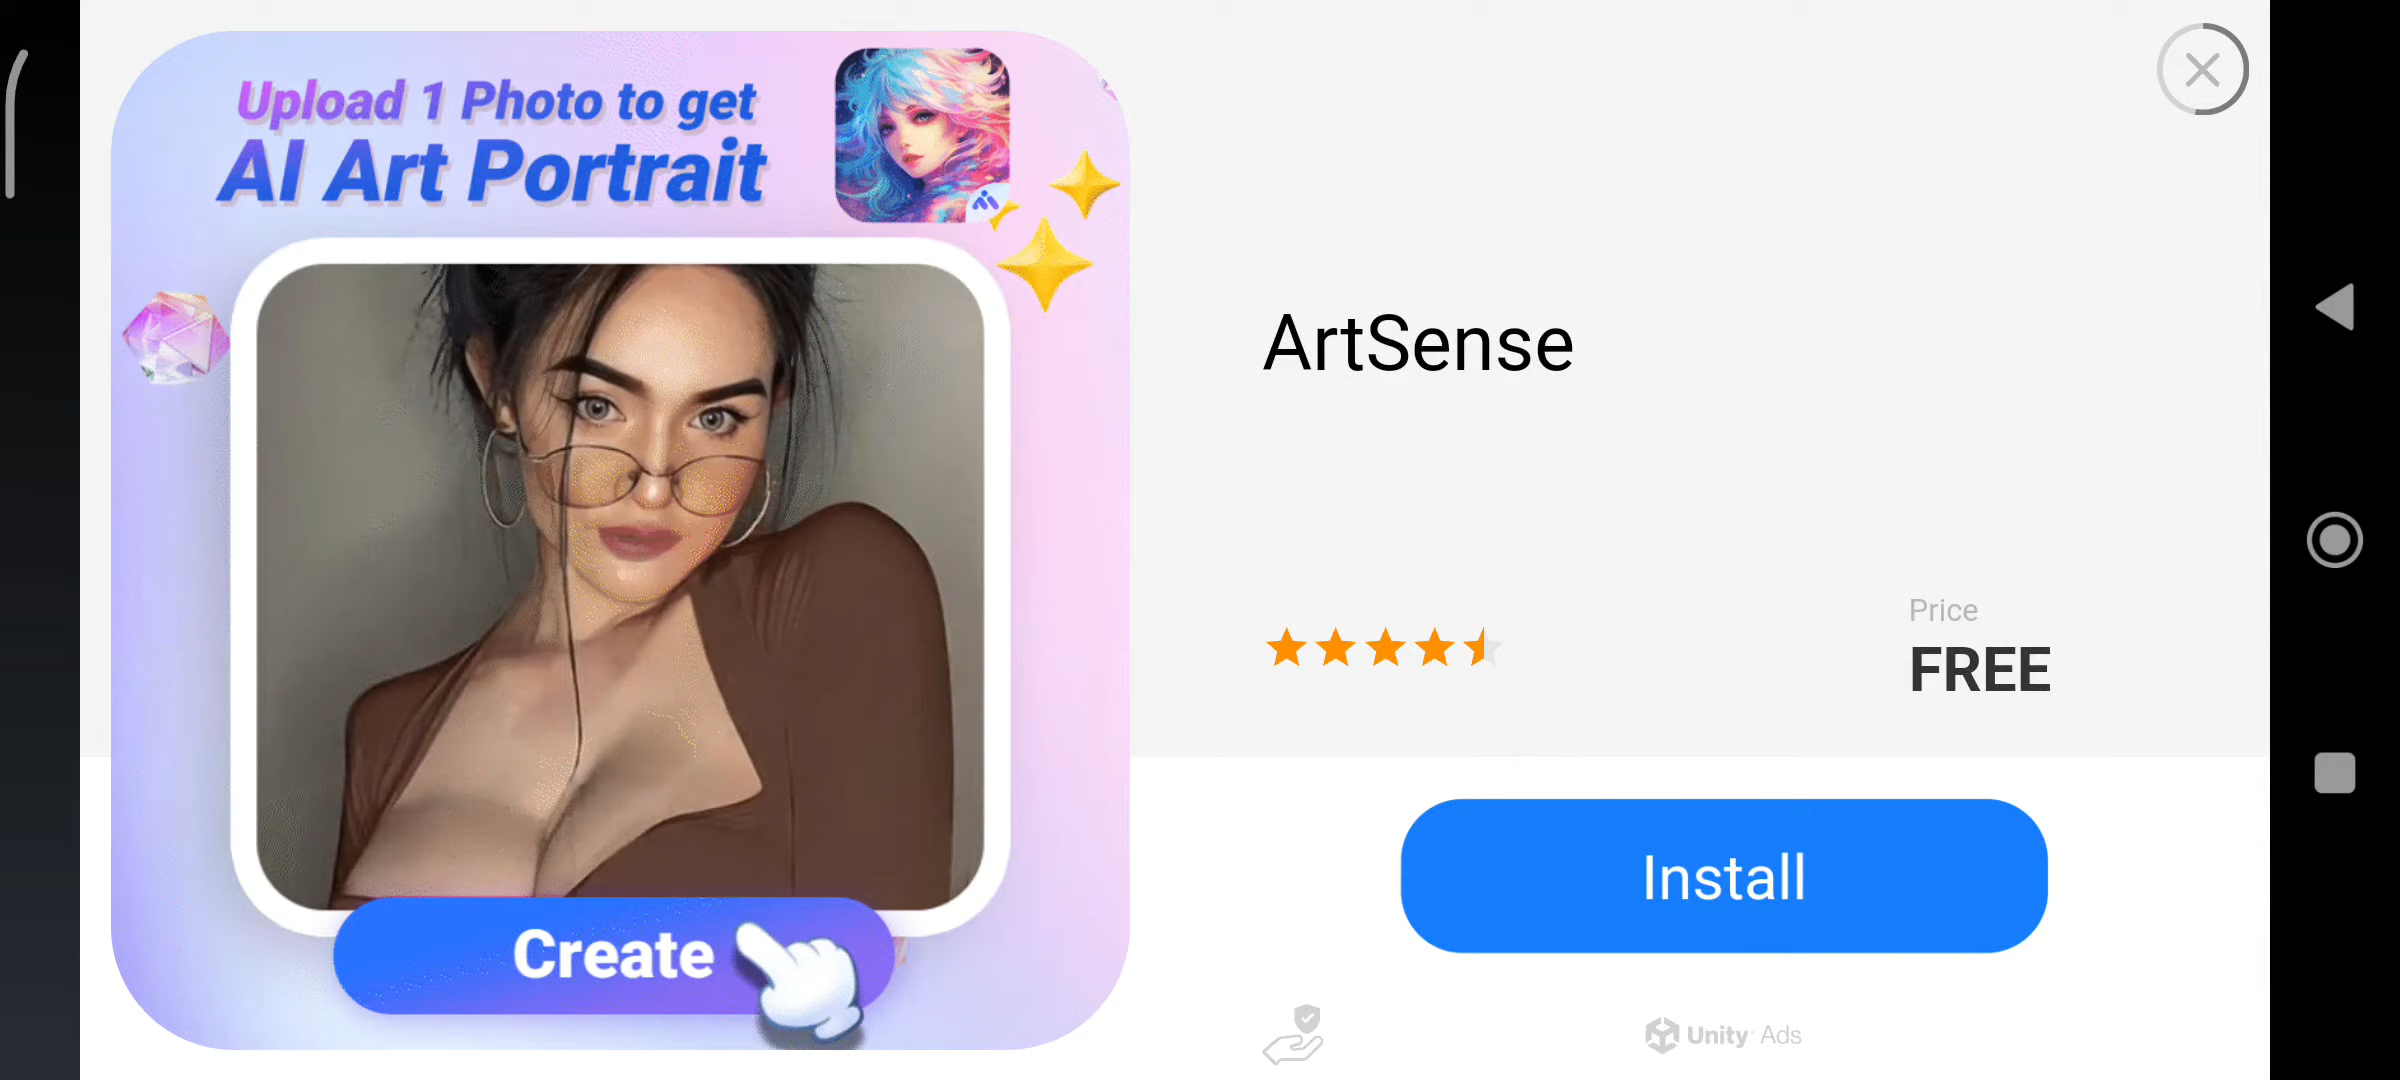 Upload 1 Photo to get
AI Art Portrait
Create
ArtSense
Price
FREE
Install
Unity Ads